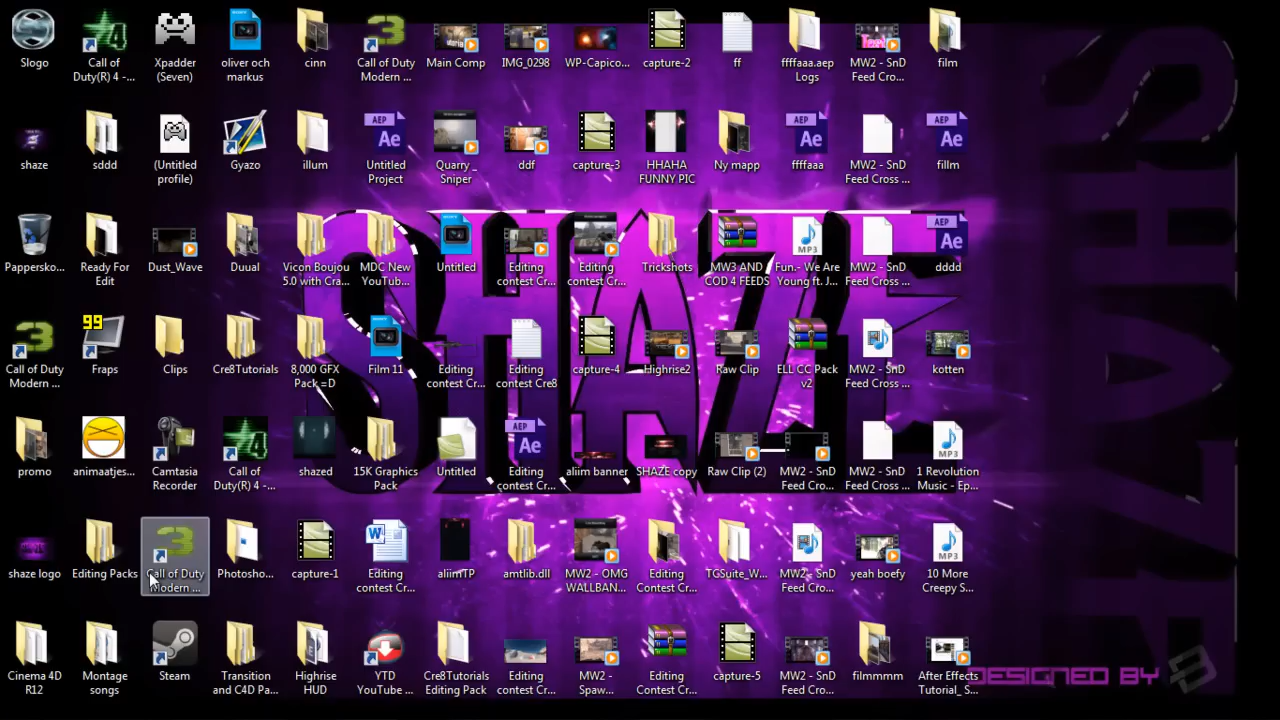 Slogo
Call of Duty(R) 4 -...
Xpadder (Seven)
oliver och markus
cinn
Call of Duty Modern ...
Main Comp
IMG_0298
WP-Capico...
capture-2
ff
ffffaaa.aep Logs
MW2 - SnD Feed Cro...
film
shaze
sddd
(Untitled profile)
Gyazo
illum
Untitled Project
Quarry_ Sniper
ddf
capture-3
HHAHA FUNNY PIC
Ny mapp
ffffaaa
MW2 - SnD Feed Cross ...
fillm
Pappersko...
Ready For Edit
Dust_Wave
Duual
Vicon Boujou 5.0 with Cra...
MDC New YouTub...
Untitled
Editing contest Cr...
Editing contest Cr...
Trickshots
MW3 AND COD 4 FEEDS
Fun.- We Are Young ft. J...
MW2 - SnD Feed Cross ...
dddd
Call of Duty Modern ...
99
Fraps
Clips
Cre8Tutorials
8,000 GFX Pack =D
Film 11
Editing contest Cr...
Editing contest Cre8
capture-4
Highrise2
Raw Clip
ELL CC Pack v2
MW2 - SnD Feed Cross ...
kotten
promo
animaatjes...
Camtasia Recorder
Call of Duty(R) 4 -...
shazed
15K Graphics Pack
Untitled
Editing contest Cr...
aliim banner
SHAZE copy
Raw Clip (2)
MW2 - SnD Feed Cro...
MW2 - SnD Feed Cross ...
1 Revolution Music - Ep...
shaze logo
Editing Packs
Call of Duty Modern ...
Photosho...
capture-1
Editing contest Cr...
aliimTP
amtlib.dll
MW2 - OMG WALLBAN...
Editing Contest Cr...
TGSuite_W...
MW2 - SnD Feed Cro...
yeah boefy
10 More Creepy S...
Cinema 4D R12
Montage songs
Steam
Transition and C4D Pa...
Highrise HUD
YTD YouTube ...
Cre8Tutorials Editing Pack
Editing contest Cr...
MW2 - Spaw...
Editing Contest Cr...
capture-5
MW2 - SnD Feed Cro...
filmmmm
After Effects Tutorial_ S...
SHAZE
DESIGNED BY